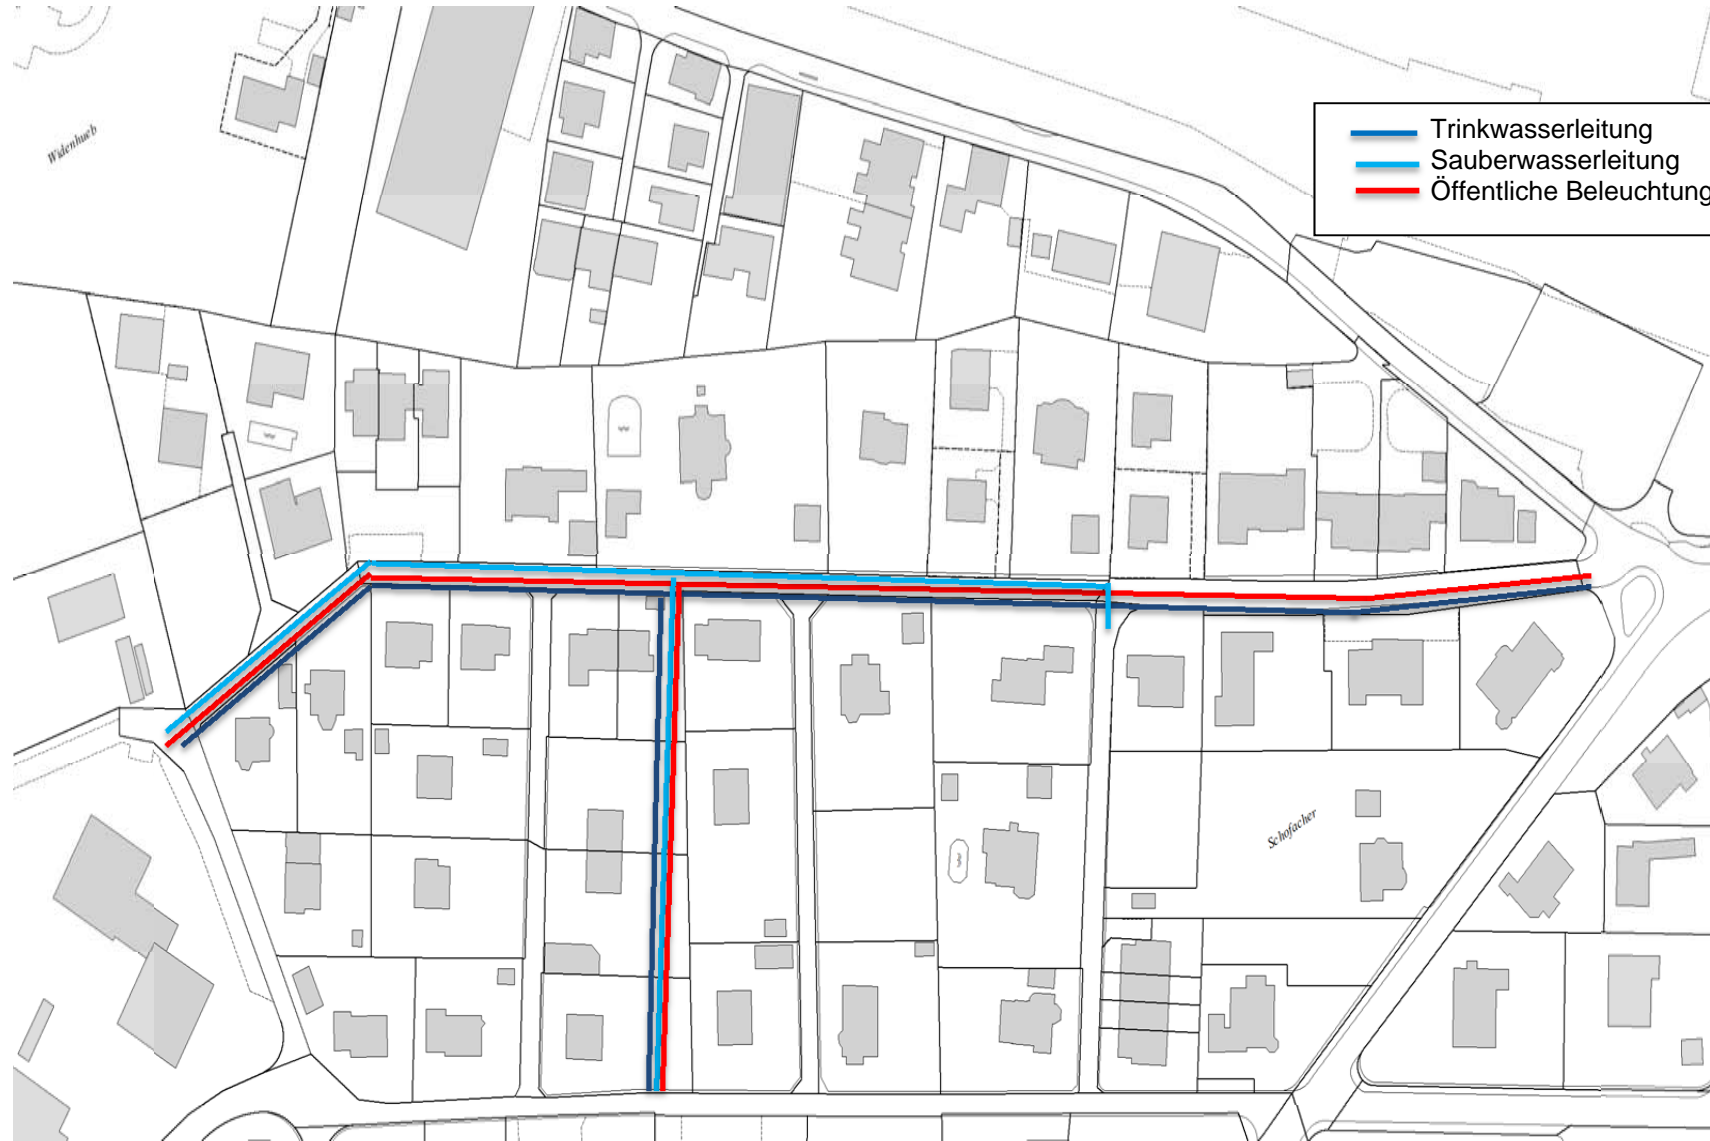 Widenhueb
Trinkwasserleitung
Sauberwasserleitung
Öffentliche Beleuchtung
Schofacher